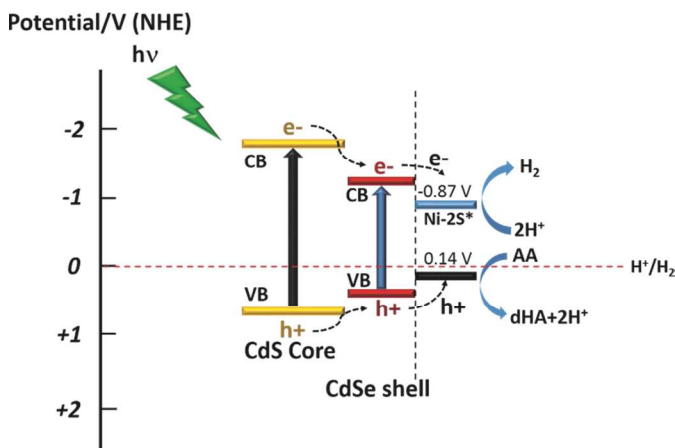 Potential/V (NHE)
hν
-2
-1
0
+1
+2
e-
CB
VB
h+
CdS Core
e-
CB
VB
h+
CdSe shell
e-
-0.87 V
Ni-2S*
0.14 V
h+
H₂
2H⁺
AA
dHA+2H⁺
H⁺/H₂